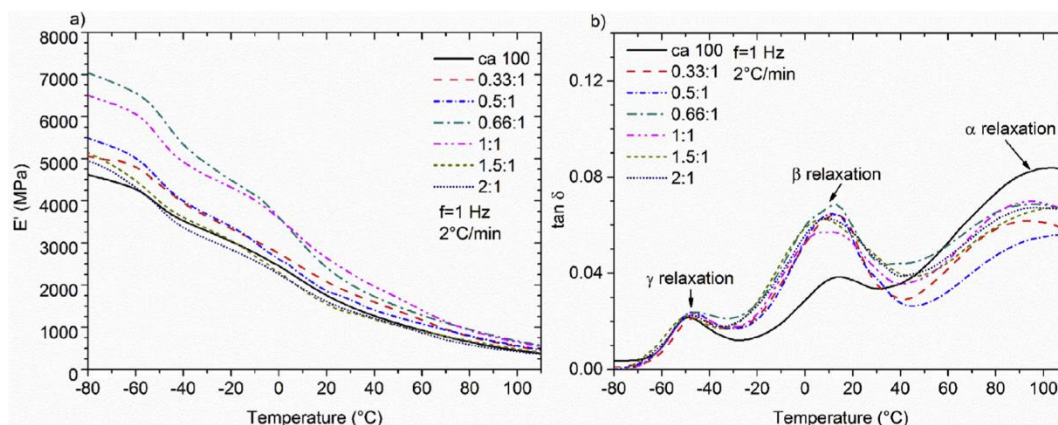 a)
8000
7000
6000
5000
4000
3000
2000
1000
0
E' (MPa)
ca 100
0.33:1
0.5:1
0.66:1
1:1
1.5:1
2:1
f=1 Hz
2°C/min
-80 -60 -40 -20 0 20 40 60 80 100
Temperature (°C)
b)
0.12
0.08
0.04
0.00
tan δ
ca 100 f=1 Hz
0.33:1 2°C/min
0.5:1
0.66:1
1:1
1.5:1
2:1
α relaxation
β relaxation
γ relaxation
-80 -60 -40 -20 0 20 40 60 80 100
Temperature (°C)